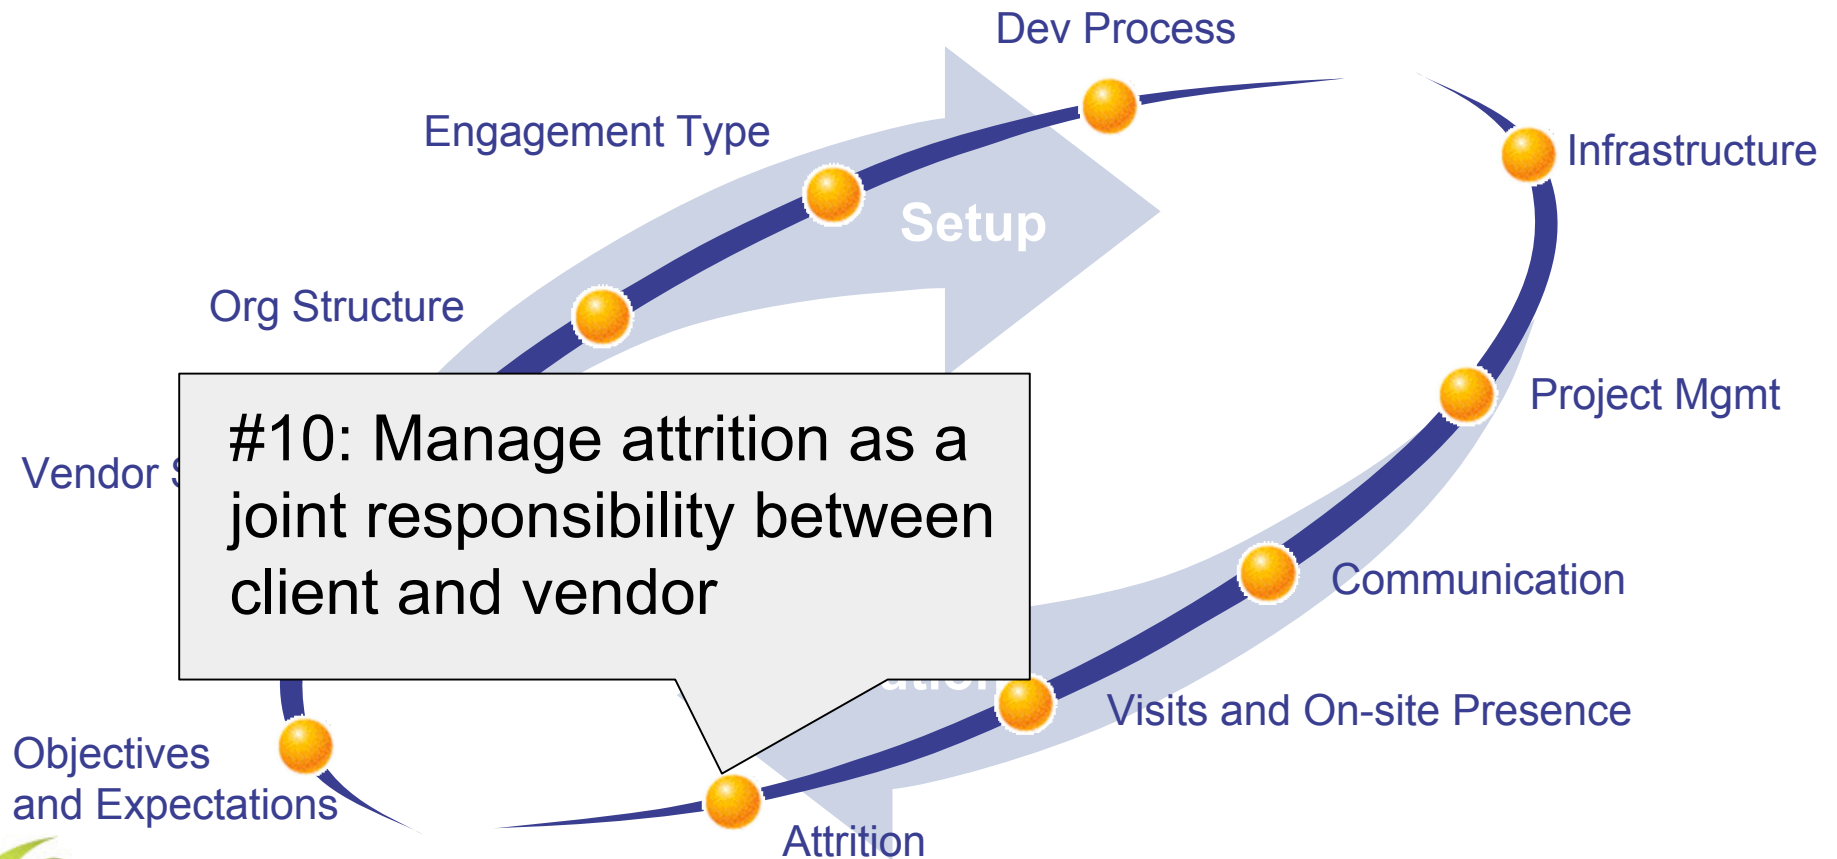 Dev Process
Engagement Type
Infrastructure
Setup
Org Structure
Project Mgmt
#10: Manage attrition as a
joint responsibility between
client and vendor
Vendor
Communication
Visits and On-site Presence
Objectives
and Expectations
Attrition